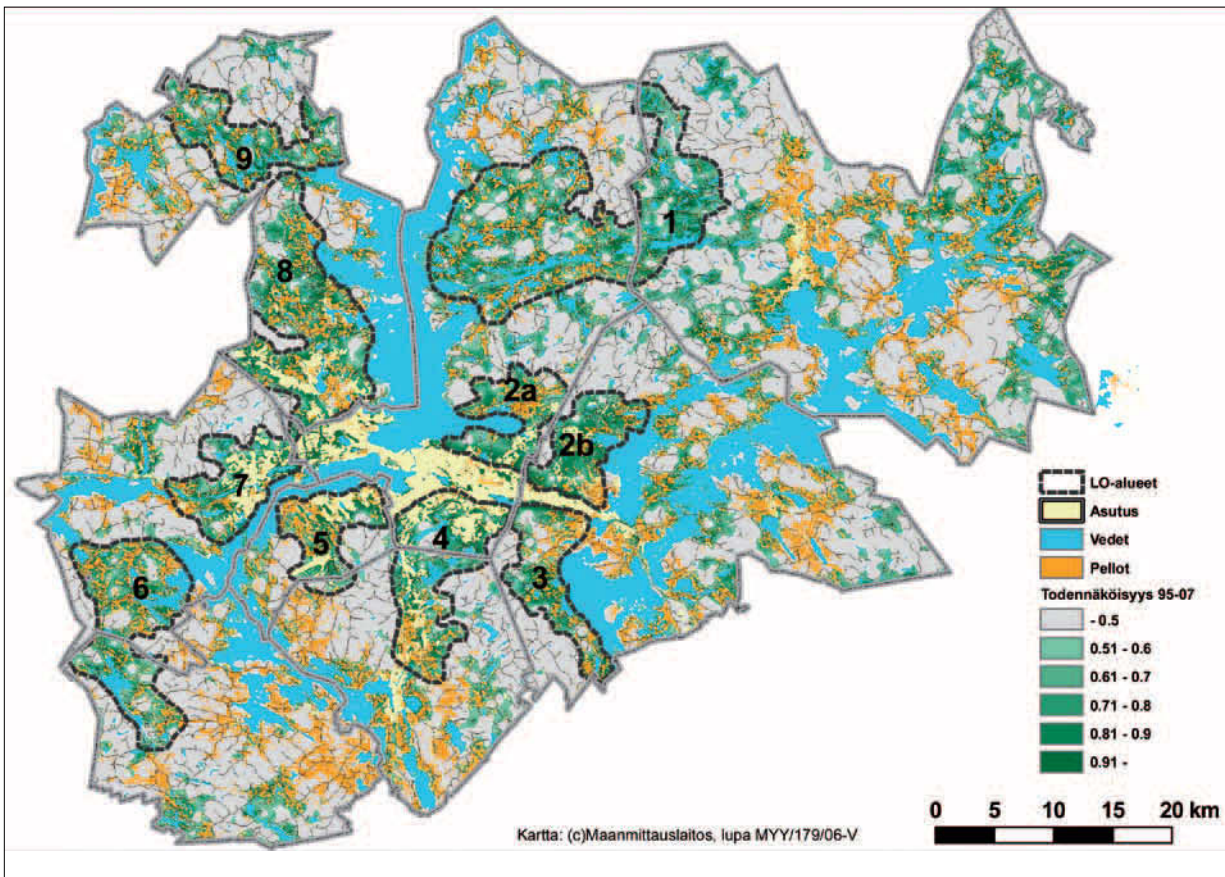 9
1
8
2a
2b
7
5
4
6
3
LO-alueet
Asutus
Vedet
Pellot
Todennäköisyys 95-07
- 0.5
0.51 - 0.6
0.61 - 0.7
0.71 - 0.8
0.81 - 0.9
0.91 -
0 5 10 15 20 km
Kartta: (c)Maanmittauslaitos, lupa MYY/179/06-V